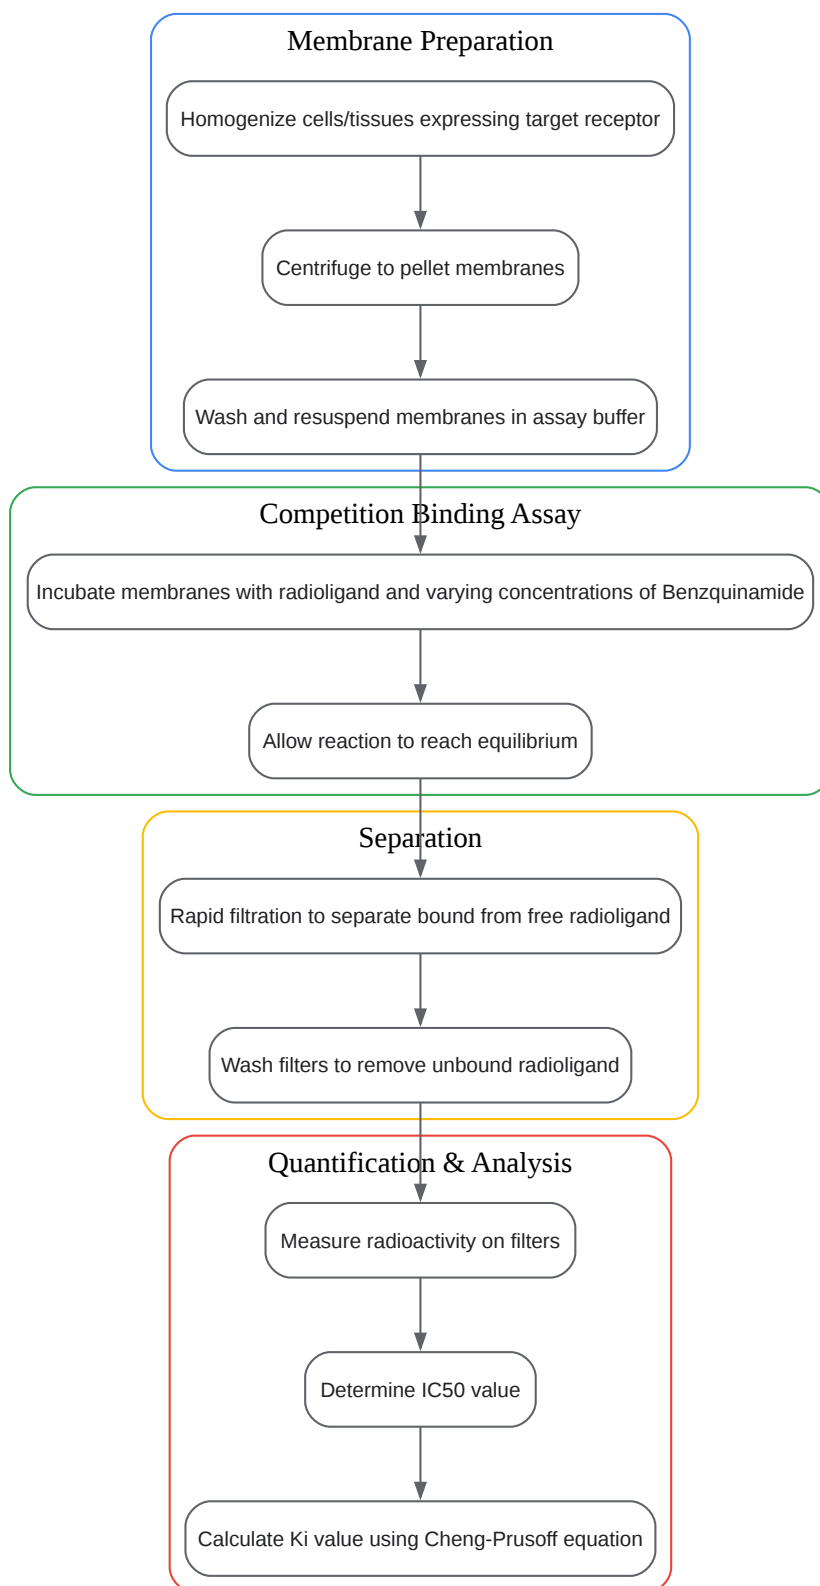 Membrane Preparation
Homogenize cells/tissues expressing target receptor
Centrifuge to pellet membranes
Wash and resuspend membranes in assay buffer
Competition Binding Assay
Incubate membranes with radioligand and varying concentrations of Benzquinamide
Allow reaction to reach equilibrium
Separation
Rapid filtration to separate bound from free radioligand
Wash filters to remove unbound radioligand
Quantification & Analysis
Measure radioactivity on filters
Determine IC50 value
Calculate Ki value using Cheng-Prusoff equation